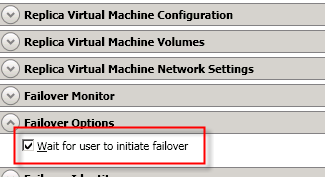 Replica Virtual Machine Configuration
Replica Virtual Machine Volumes
Replica Virtual Machine Network Settings
Failover Monitor
Failover Options
Wait for user to initiate failover
Failover